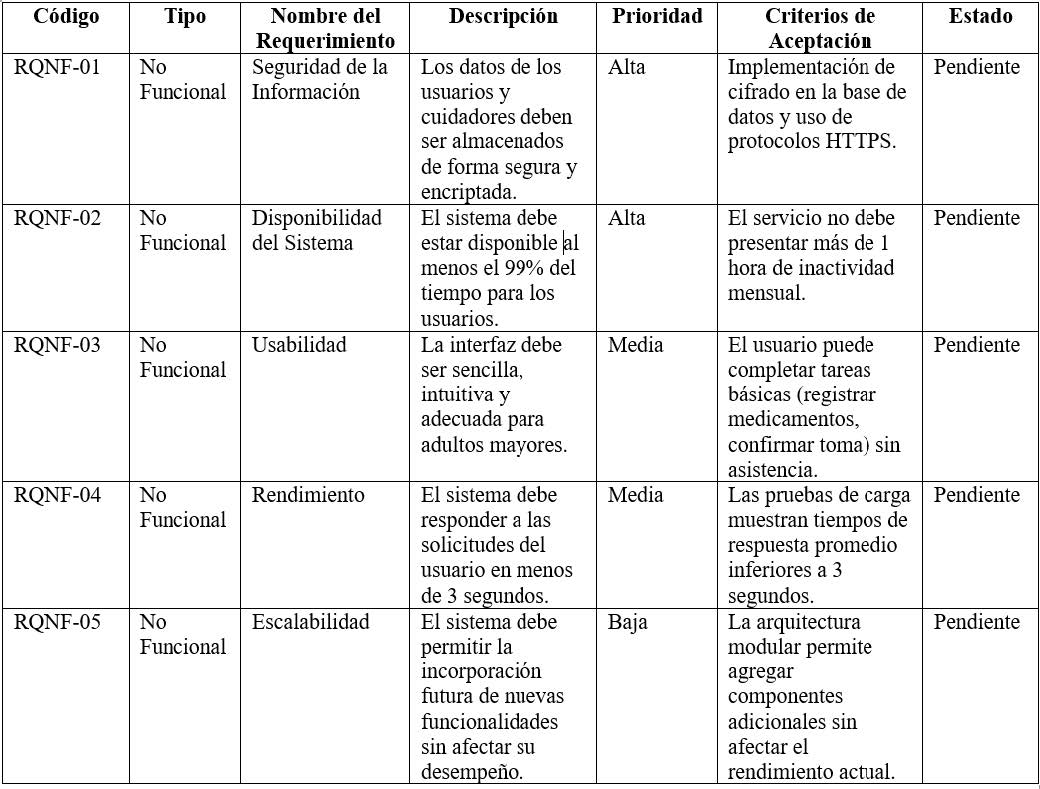 Código Tipo Nombre del Requerimiento Descripción Prioridad Criterios de Aceptación Estado
RQNF-01
No
Funcional
Seguridad de la
Información
Los datos de los
usuarios y
cuidadores deben
ser almacenados
de forma segura y
encriptada.
Alta
Implementación de
cifrado en la base de
datos y uso de
protocolos HTTPS.
Pendiente
RQNF-02
No
Funcional
Disponibilidad
del Sistema
El sistema debe
estar disponible al
menos el 99% del
tiempo para los
usuarios.
Alta
El servicio no debe
presentar más de 1
hora de inactividad
mensual.
Pendiente
RQNF-03
No
Funcional
Usabilidad
La interfaz debe
ser sencilla,
intuitiva y
adecuada para
adultos mayores.
Media
El usuario puede
completar tareas
básicas (registrar
medicamentos,
confirmar toma) sin
asistencia.
Pendiente
RQNF-04
No
Funcional
Rendimiento
El sistema debe
responder a las
solicitudes del
usuario en menos
de 3 segundos.
Media
Las pruebas de carga
muestran tiempos de
respuesta promedio
inferiores a 3
segundos.
Pendiente
RQNF-05
No
Funcional
Escalabilidad
El sistema debe
permitir la
incorporación
futura de nuevas
funcionalidades
sin afectar su
desempeño.
Baja
La arquitectura
modular permite
agregar
componentes
adicionales sin
afectar el
rendimiento actual.
Pendiente